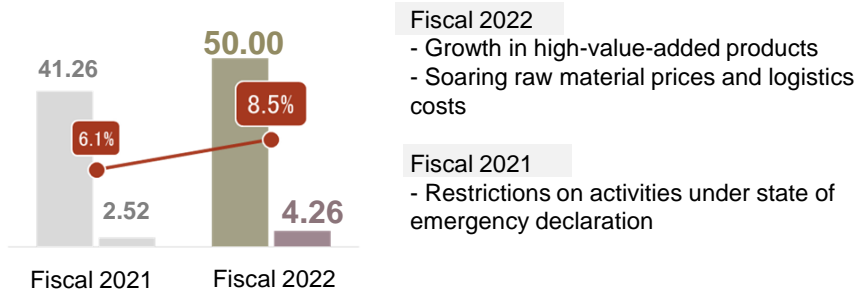 50.00
41.26
8.5%
6.1%
2.52
4.26
Fiscal 2021
Fiscal 2022
Fiscal 2022
- Growth in high-value-added products
- Soaring raw material prices and logistics
costs
Fiscal 2021
- Restrictions on activities under state of
emergency declaration